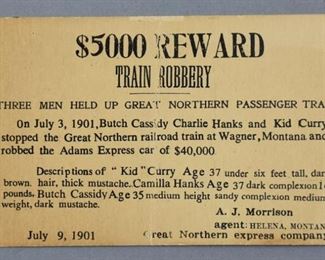 $5000 REWARD
TRAIN ROBBERY
THREE MEN HELD UP GREAT NORTHERN PASSENGER TRA
On July 3, 1901, Butch Cassidy Charlie Hanks and Kid Curry
stopped the Great Northern railroad train at Wagner, Montana and
robbed the Adams Express car of $40,000.
Descriptions of "Kid" Curry Age 37 under six feet tall, dar
brown. hair, thick mustache. Camilla Hanks Age 37 dark complexion
pounds. Butch Cassidy Age 35 medium height sandy complexion medium
weight, dark mustache.
A. J. Morrison
agent: HELENA, MONTAN
July 9, 1901
Great Northern express company